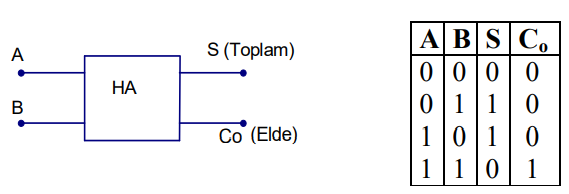 A
B
HA
S (Toplam)
Co (Elde)
A B S Co
0 0 0 0
0 1 1 0
1 0 1 0
1 1 0 1